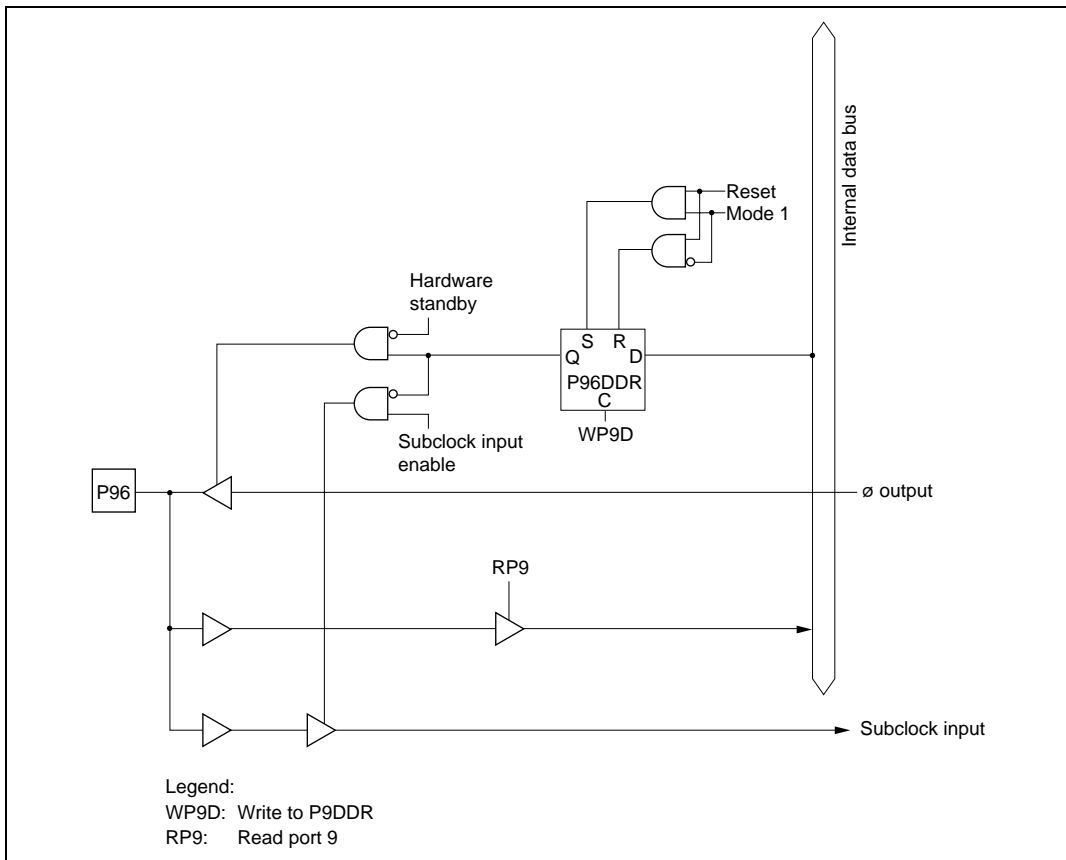 Internal data bus
Reset
Mode 1
Hardware
standby
S R
Q D
P96DDR
C
WP9D
Subclock input
enable
P96
ø output
RP9
Subclock input
Legend:
WP9D: Write to P9DDR
RP9: Read port 9